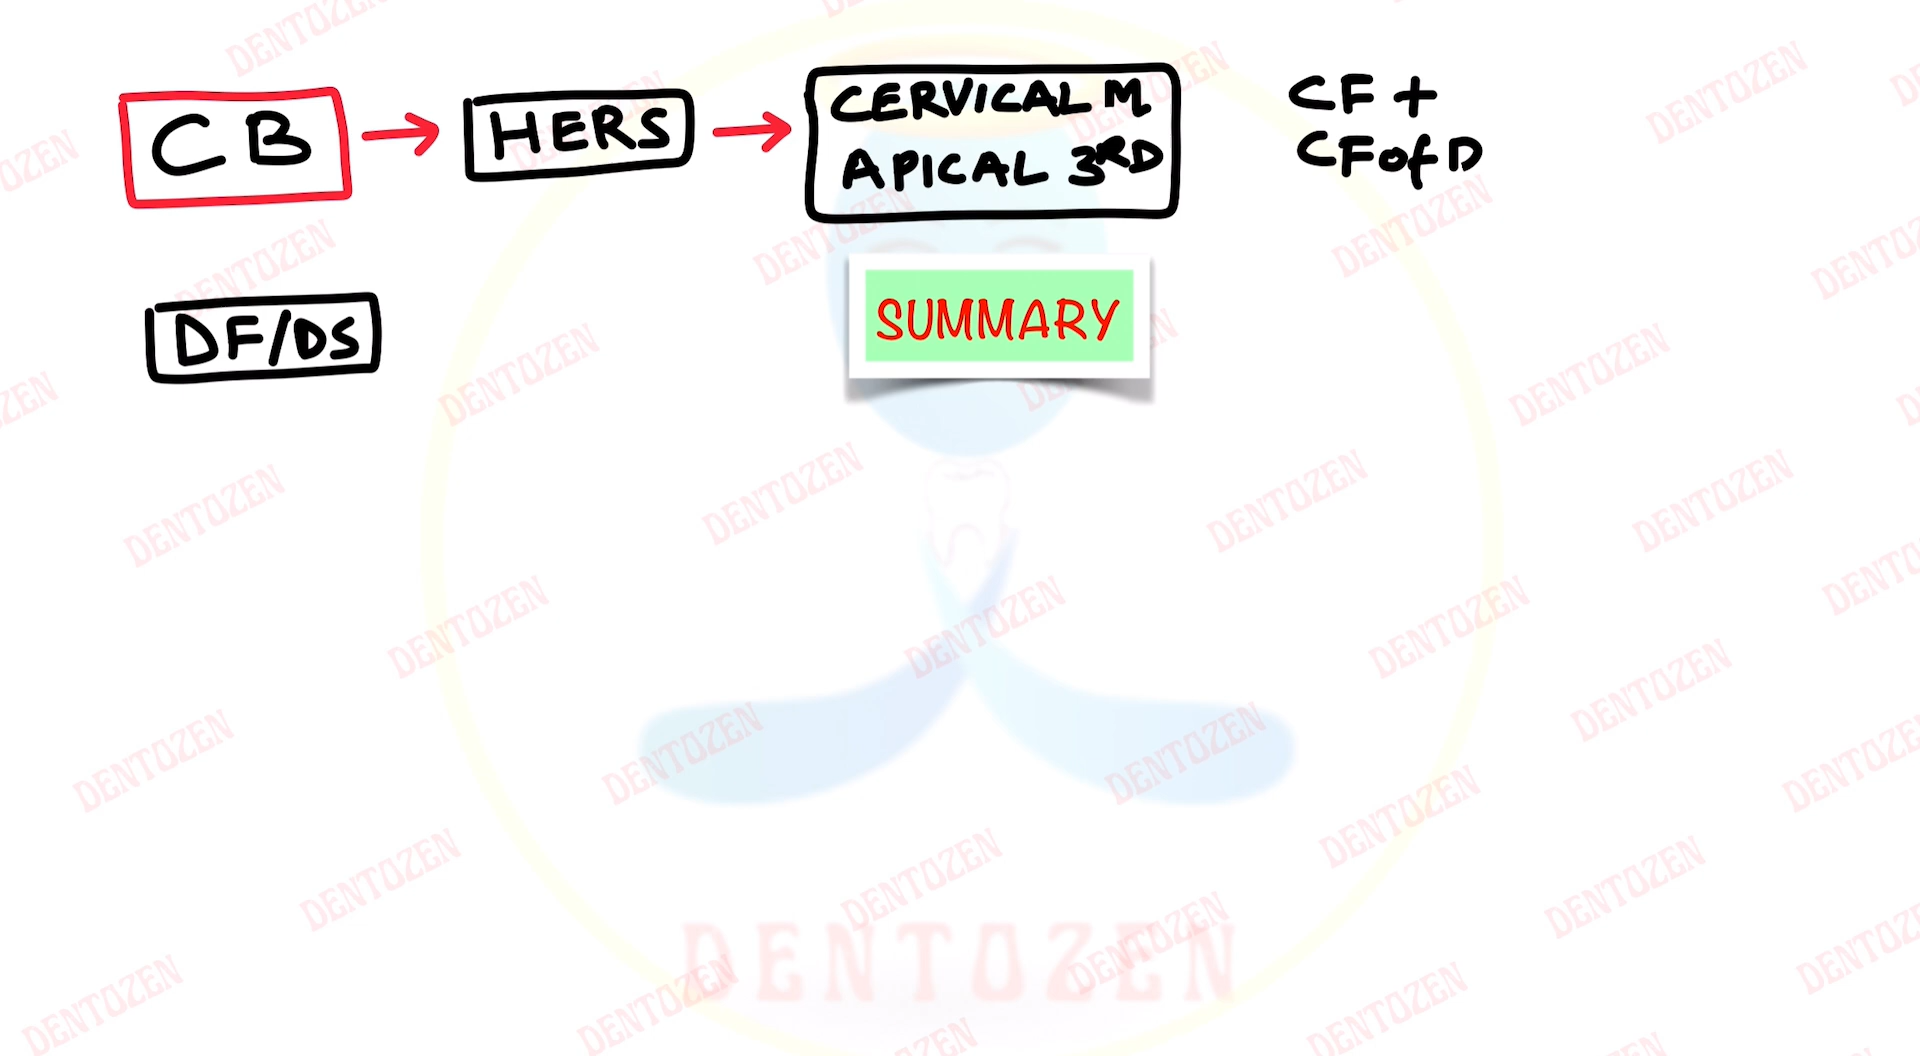 CB → HERS → CERVICAL M.
APICAL 3RD
CF +
CF of D
DF/DS
SUMMARY
DENTOZEN